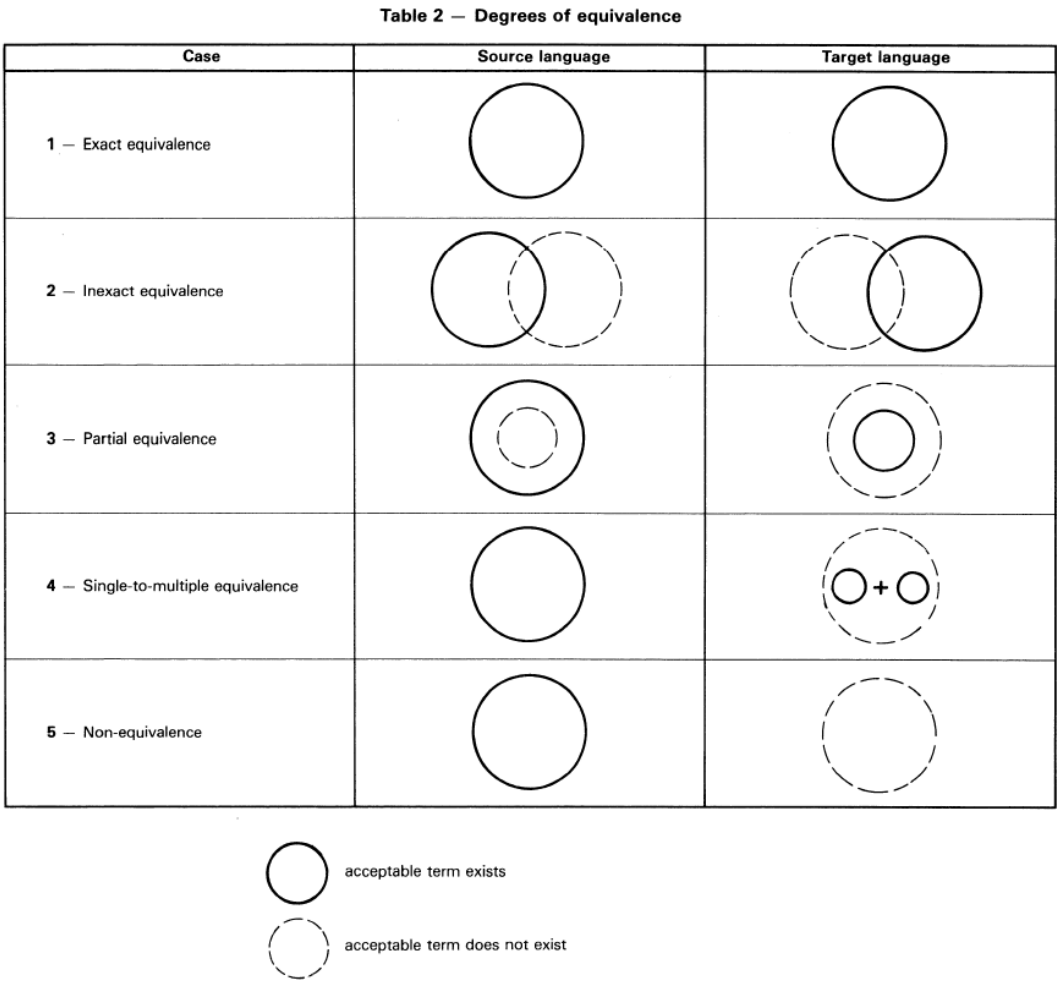 Table 2 — Degrees of equivalence
Case Source language Target language
1 — Exact equivalence
2 — Inexact equivalence
3 — Partial equivalence
4 — Single-to-multiple equivalence
+
5 — Non-equivalence
acceptable term exists
acceptable term does not exist